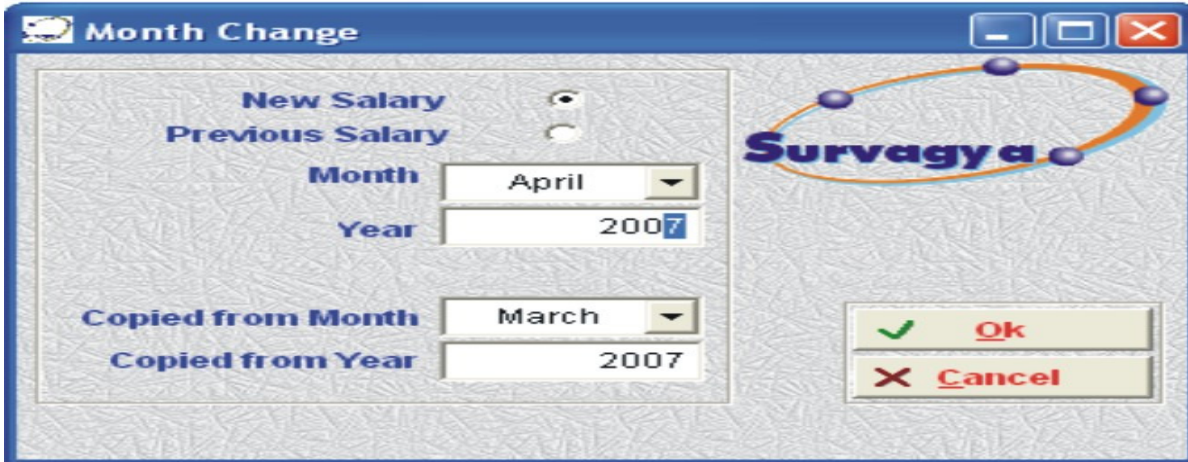 Month Change
New Salary
Previous Salary
Survagya
Month April
Year 2007
Copied from Month March
Copied from Year 2007
Ok
Cancel